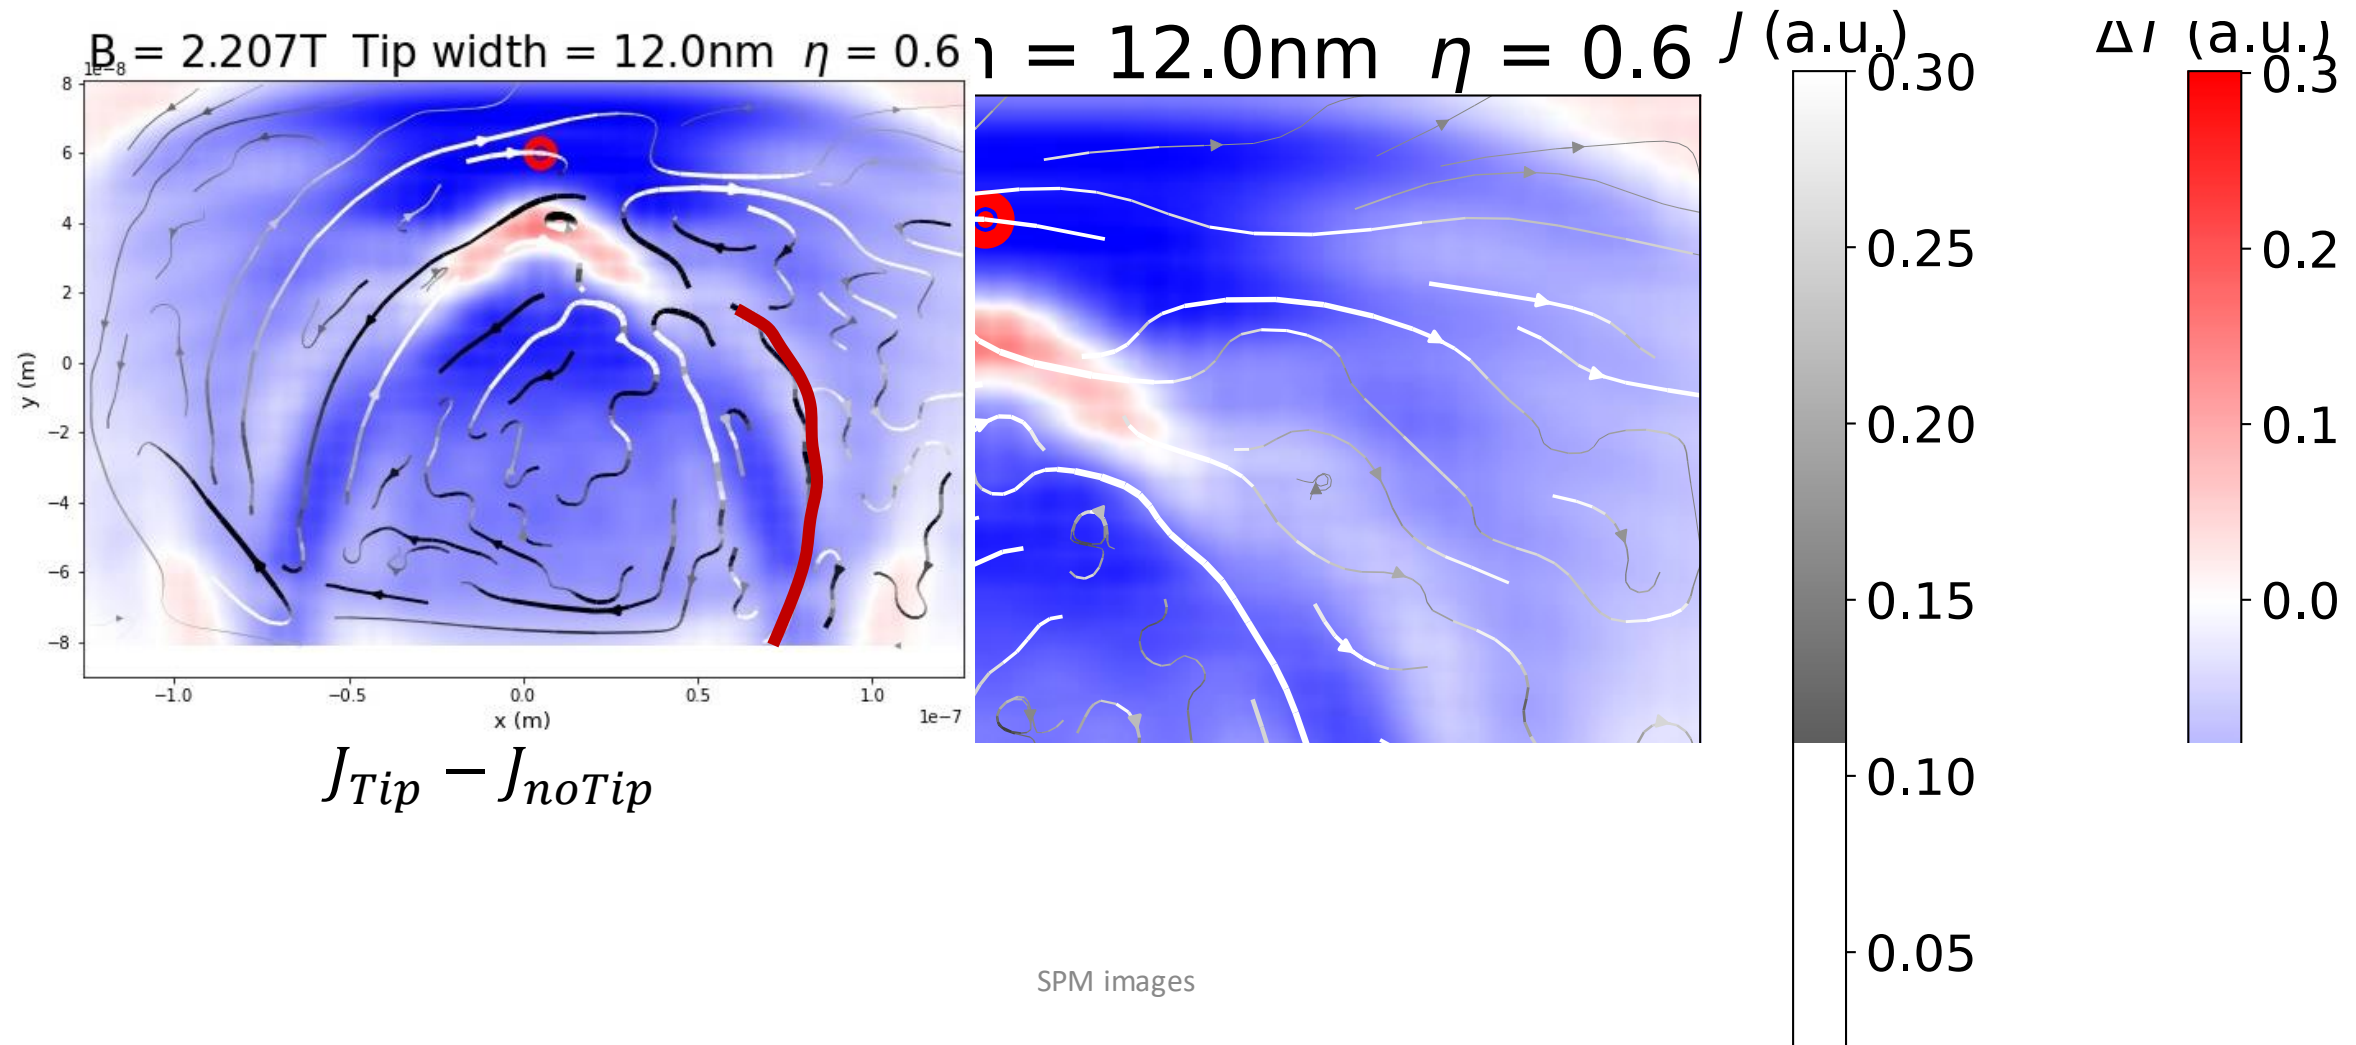 B = 2.207T Tip width = 12.0nm η = 0.6
1e−8
8
6
4
2
0
−2
−4
−6
−8
y (m)
−1.0
−0.5
0.0
0.5
1.0
x (m)
1e−7
J_Tip − J_noTip
= 12.0nm η = 0.6
J (a.u.)
0.30
0.25
0.20
0.15
0.10
0.05
ΔT (a.u.)
0.3
0.2
0.1
0.0
SPM images